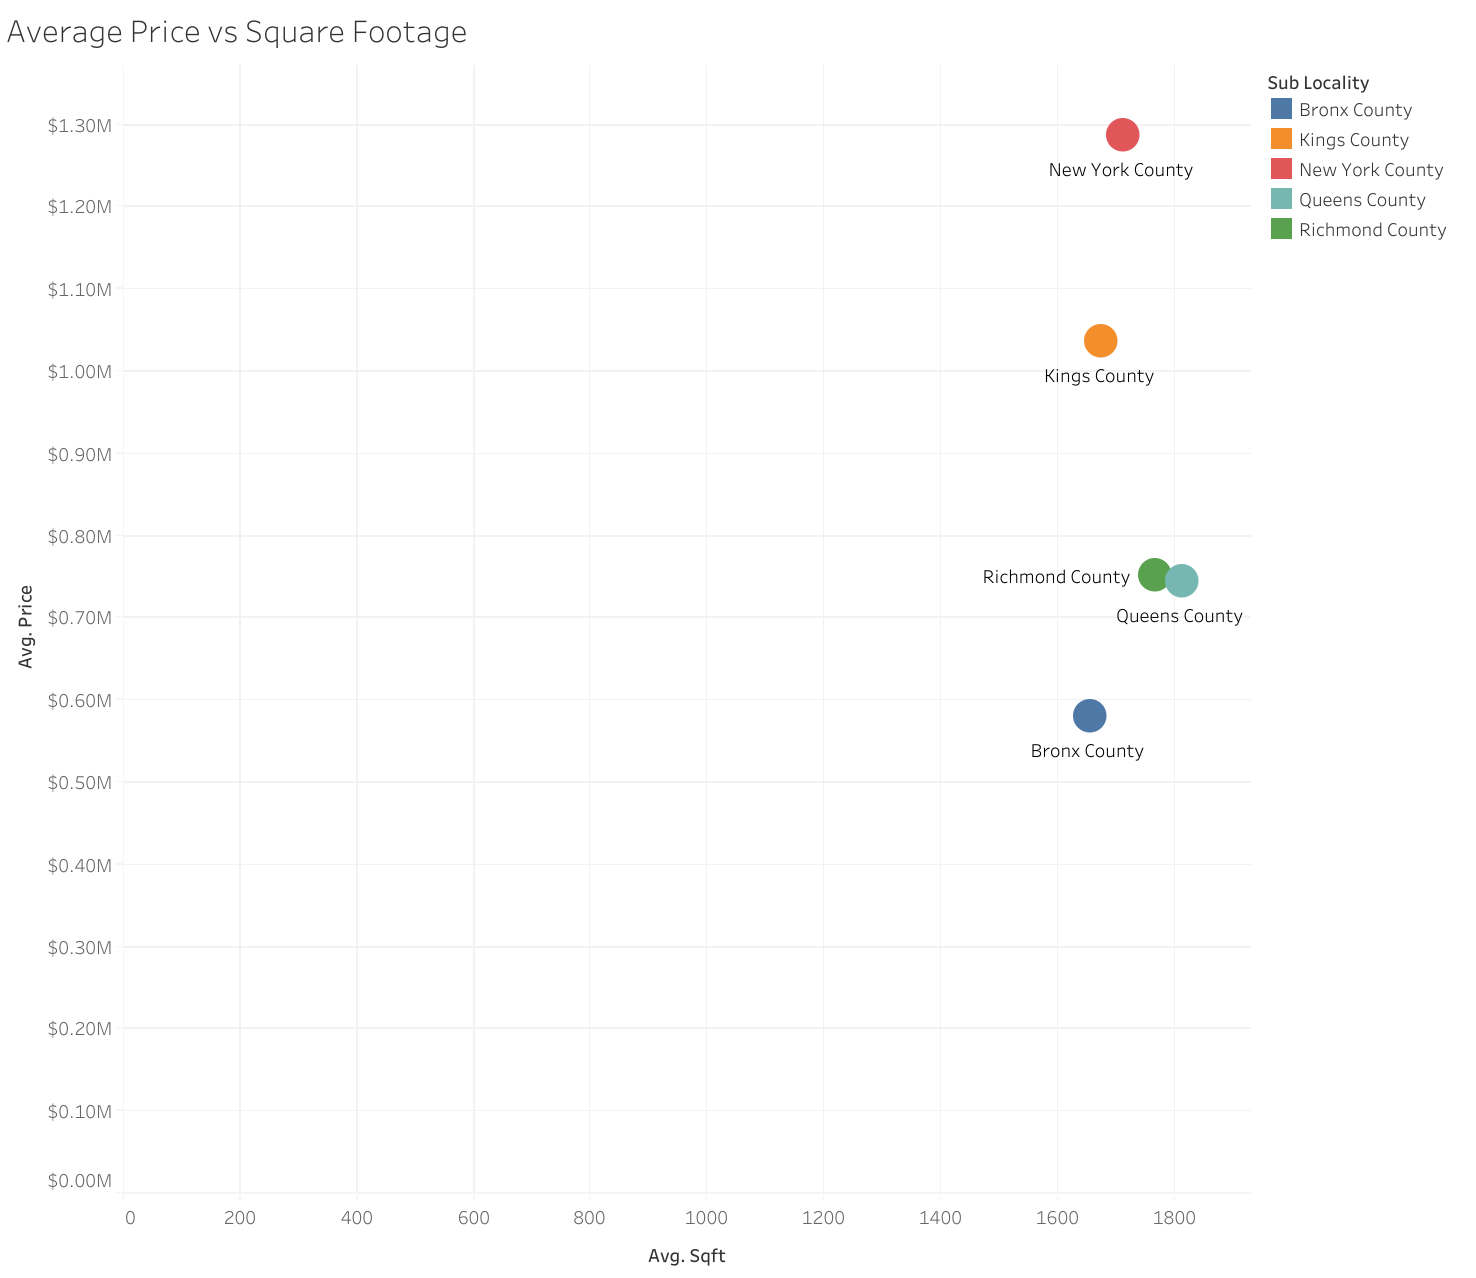 Average Price vs Square Footage
Sub Locality
Bronx County
Kings County
New York County
Queens County
Richmond County
$1.30M
$1.20M
$1.10M
$1.00M
$0.90M
$0.80M
$0.70M
$0.60M
$0.50M
$0.40M
$0.30M
$0.20M
$0.10M
$0.00M
Avg. Price
New York County
Kings County
Richmond County
Queens County
Bronx County
0 200 400 600 800 1000 1200 1400 1600 1800
Avg. Sqft